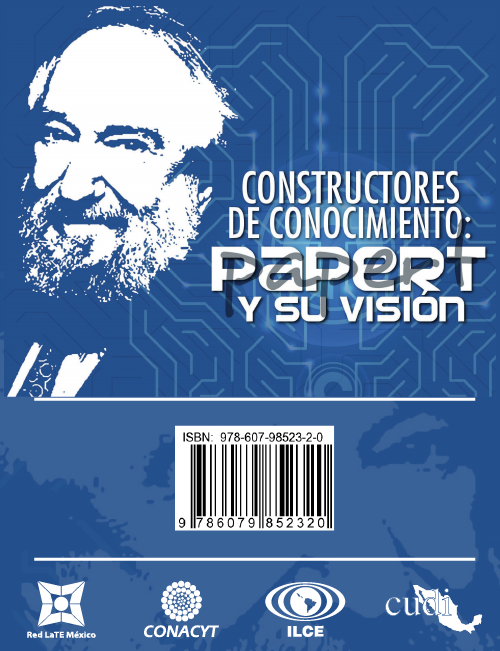 CONSTRUCTORES
DE CONOCIMIENTO:
papert
PAPERT
Y SU VISIÓN
ISBN: 978-607-98523-2-0
9 786079 852320
Red LaTE México
CONACYT
ILCE
cudi